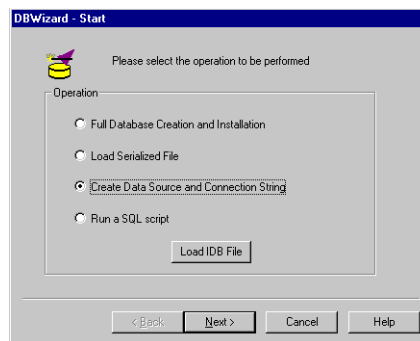 DBWizard - Start
Please select the operation to be performed
Operation
Full Database Creation and Installation
Load Serialized File
Create Data Source and Connection String
Run a SQL script
Load IDB File
< Back
Next >
Cancel
Help